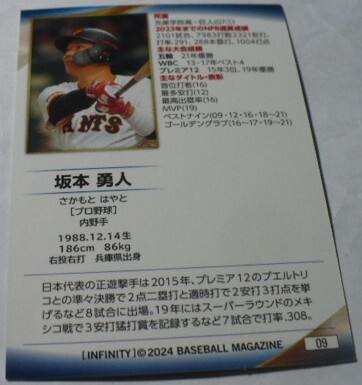 光星学院高－巨人(07①)
2023年までのNPB通算成績
2101試合、7983打数2321安打、
打率.291、288本塁打、1004打点
主な大会成績
五輪 21年優勝
WBC 13・17年ベスト4
プレミア12 15年3位、19年優勝
主なタイトル・表彰
首位打者(16)
最多安打(12)
最高出塁率(16)
MVP(19)
ベストナイン(09・12・16・18～21)
ゴールデングラブ(16～17・19～21)
坂本 勇人
さかもと はやと
[プロ野球]
内野手
1988.12.14生
186cm 86kg
右投右打 兵庫県出身
日本代表の正遊撃手は2015年、プレミア12のプエルトリ
コとの準々決勝で2点二塁打と適時打で2安打3打点を挙
げるなど8試合に出場。19年にはスーパーラウンドのメキ
シコ戦で3安打猛打賞を記録するなど7試合で打率.308。
[INFINITY]©2024 BASEBALL MAGAZINE
09